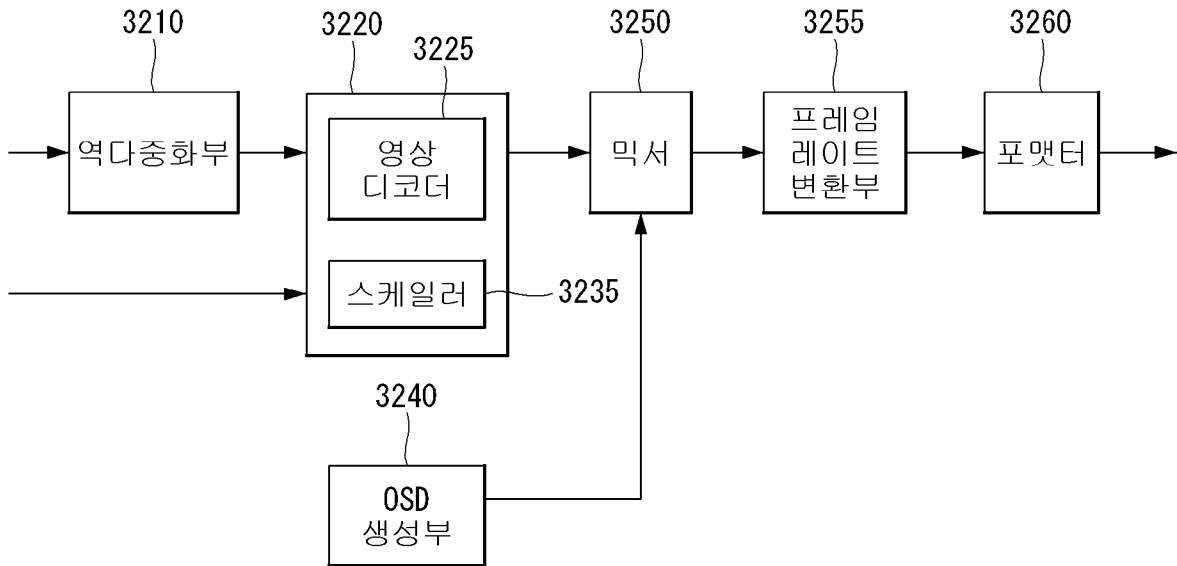 3210
3220
3225
3250
3255
3260
역다중화부
영상
디코더
믹서
프레임
레이트
변환부
포맷터
스케일러
3235
3240
OSD
생성부